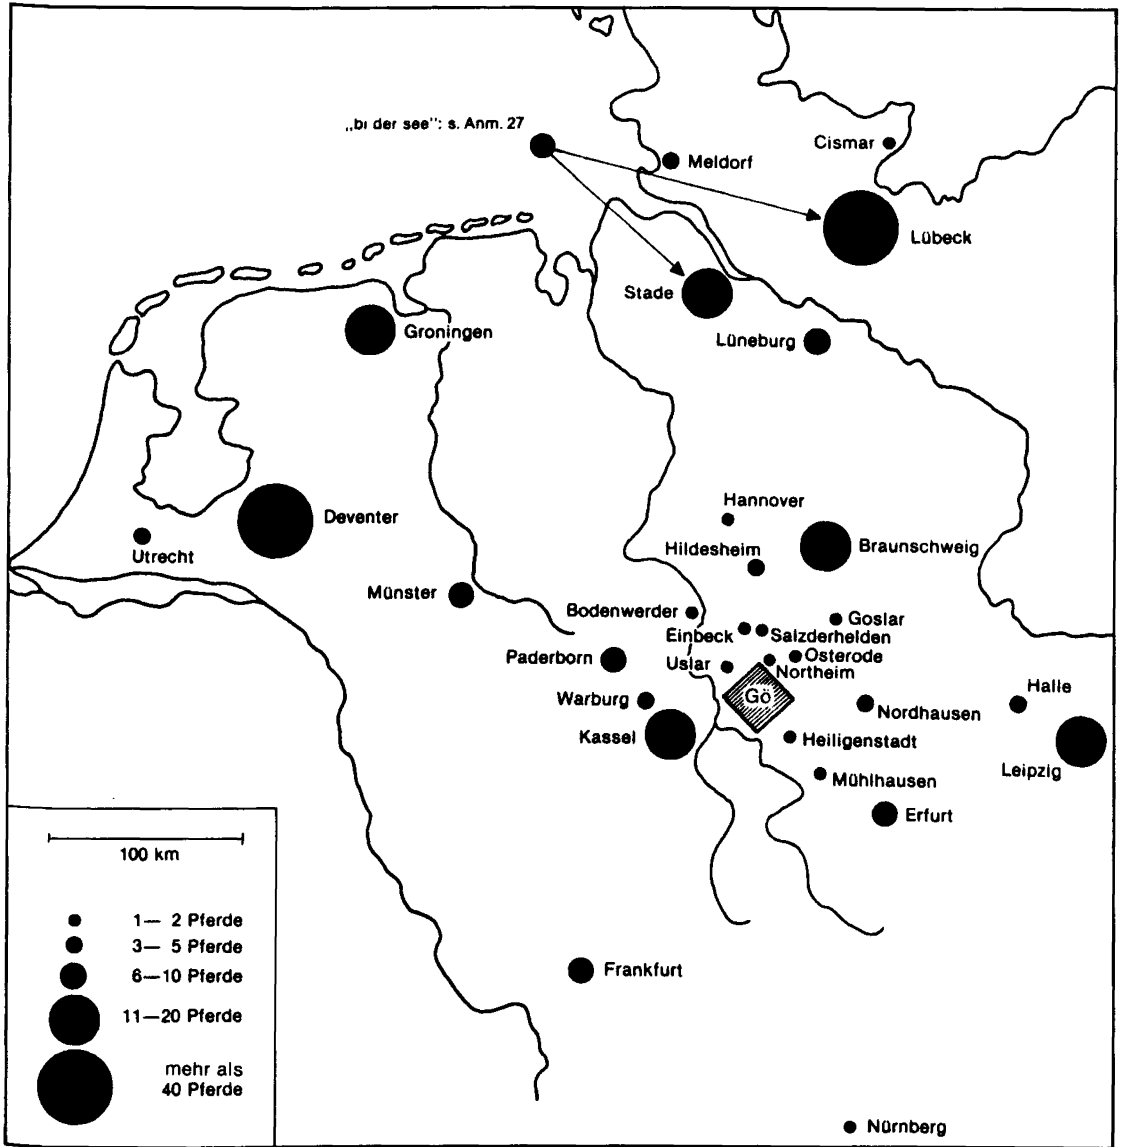 „bi der see”: s. Anm. 27
Cismar
Meldorf
Lübeck
Stade
Groningen
Lüneburg
Hannover
Deventer
Braunschweig
Hildesheim
Utrecht
Münster
Bodenwerder
Goslar
Einbeck
Salzderhelden
Paderborn
Uslar
Osterode
Northeim
Warburg
Gö
Halle
Nordhausen
Kassel
Heiligenstadt
Leipzig
Mühlhausen
Erfurt
100 km
1— 2 Pferde
3— 5 Pferde
6—10 Pferde
11—20 Pferde
mehr als
40 Pferde
Frankfurt
Nürnberg